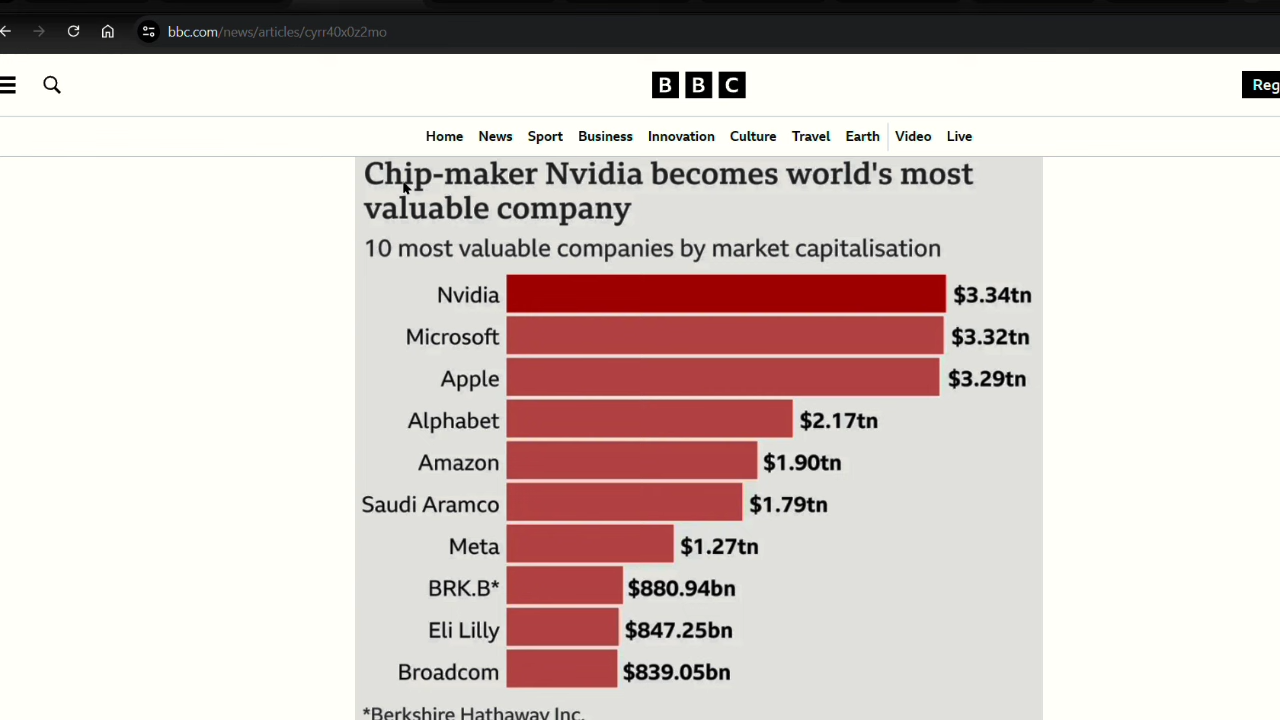 bbc.com/news/articles/cyrr40x0z2mo
BBC
Reg
Home News Sport Business Innovation Culture Travel Earth Video Live
Chip-maker Nvidia becomes world's most
valuable company
10 most valuable companies by market capitalisation
Nvidia $3.34tn
Microsoft $3.32tn
Apple $3.29tn
Alphabet $2.17tn
Amazon $1.90tn
Saudi Aramco $1.79tn
Meta $1.27tn
BRK.B* $880.94bn
Eli Lilly $847.25bn
Broadcom $839.05bn
*Berkshire Hathaway Inc.